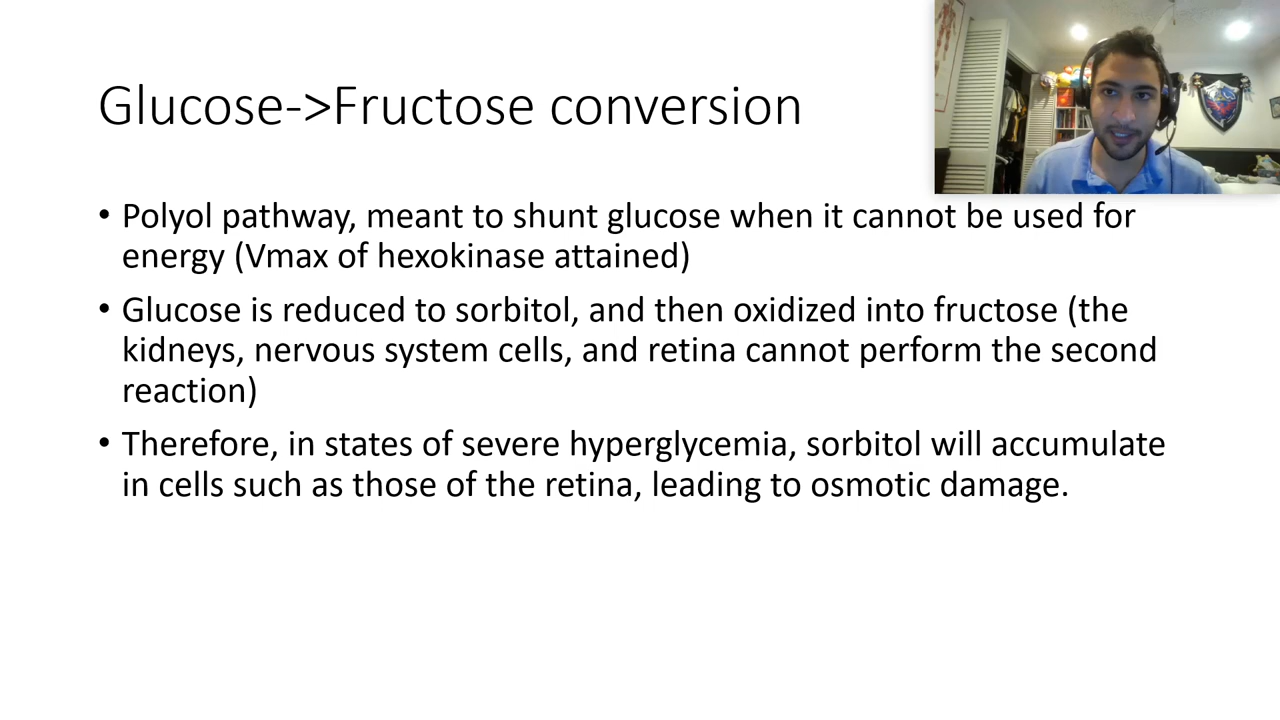 Glucose->Fructose conversion
• Polyol pathway, meant to shunt glucose when it cannot be used for
energy (Vmax of hexokinase attained)
• Glucose is reduced to sorbitol, and then oxidized into fructose (the
kidneys, nervous system cells, and retina cannot perform the second
reaction)
• Therefore, in states of severe hyperglycemia, sorbitol will accumulate
in cells such as those of the retina, leading to osmotic damage.